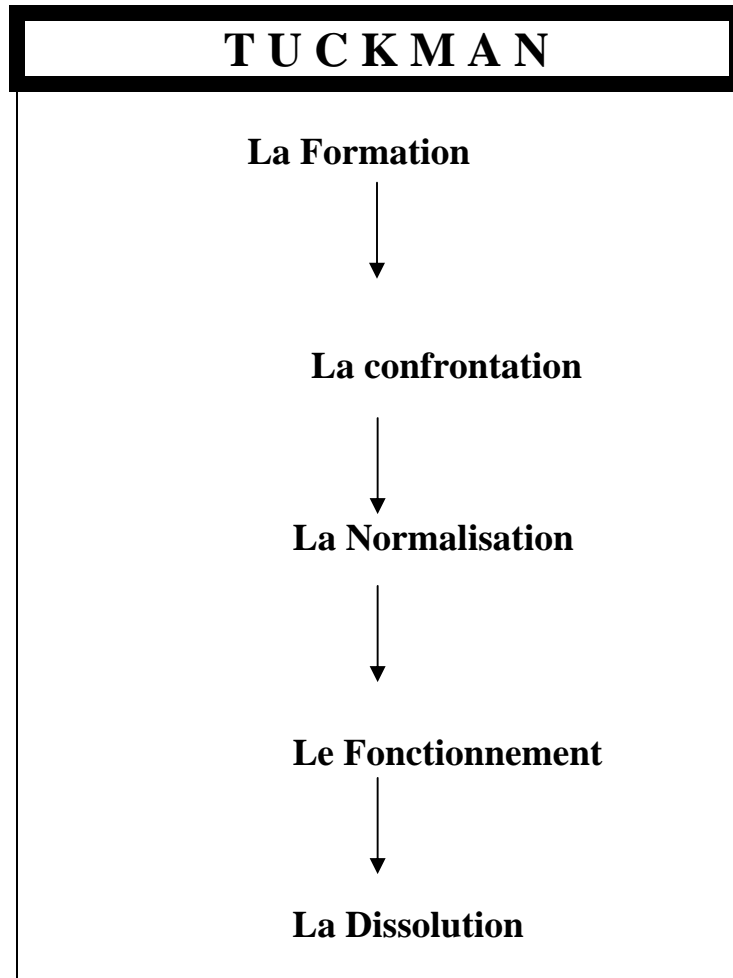 T U C K M A N
La Formation
La confrontation
La Normalisation
Le Fonctionnement
La Dissolution